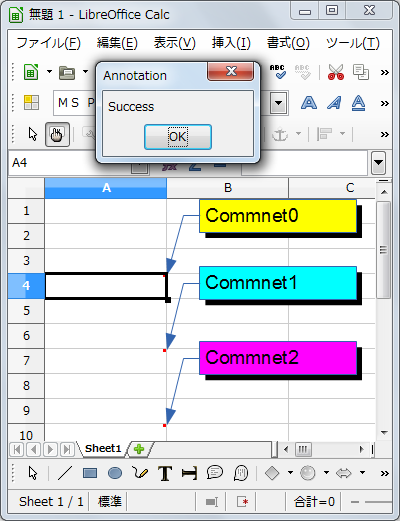 無題 1 - LibreOffice Calc
ファイル(F) 編集(E) 表示(V) 挿入(I) 書式(O) ツール(T)
Annotation
Success
OK
ABC ABC
M S P
A A A
A4
A B C
1
2
3
4
5
6
7
8
9
10
Commnet0
Commnet1
Commnet2
Sheet1
T
Sheet 1 / 1 標準 合計=0